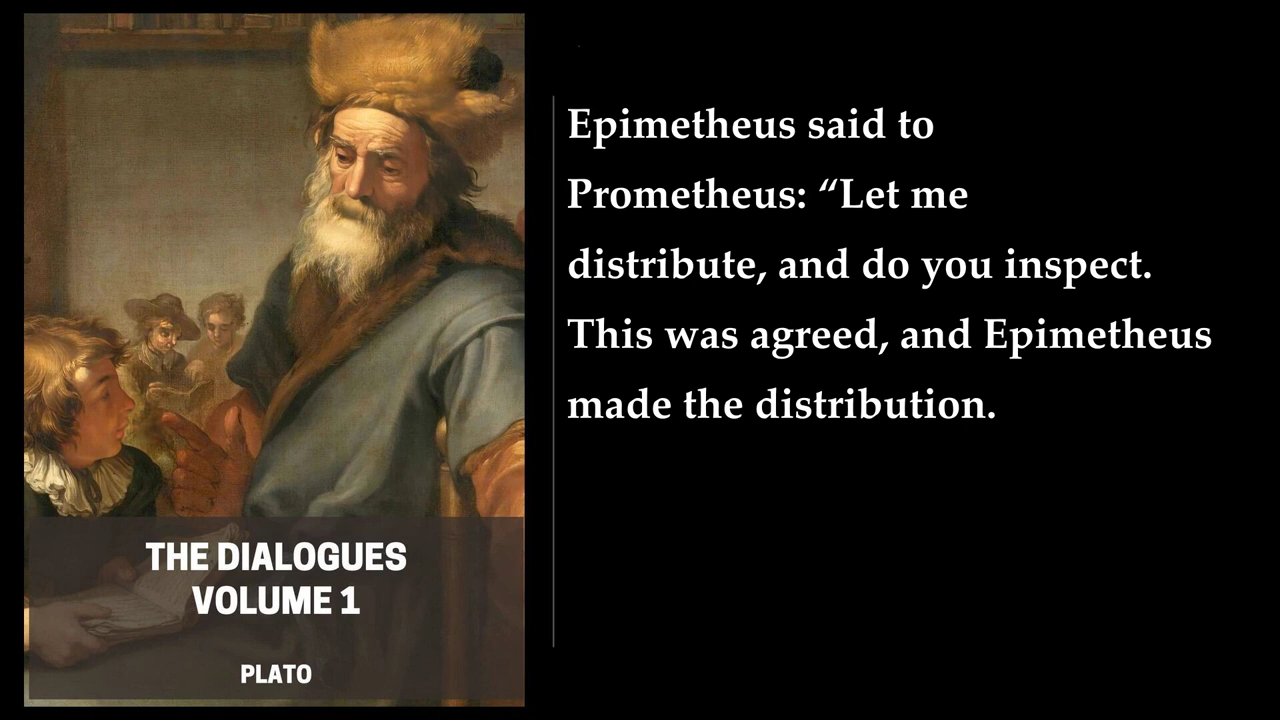 THE DIALOGUES
VOLUME 1
PLATO
Epimetheus said to
Prometheus: “Let me
distribute, and do you inspect.
This was agreed, and Epimetheus
made the distribution.